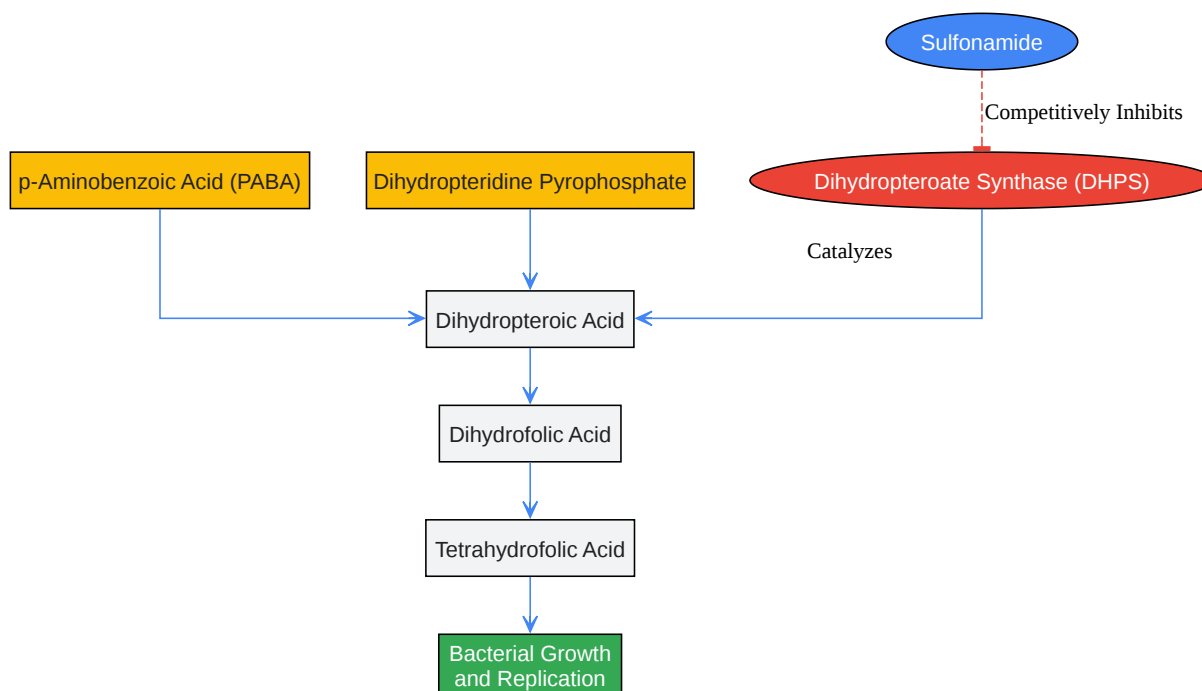 Sulfonamide
Competitively Inhibits
p-Aminobenzoic Acid (PABA)
Dihydropteridine Pyrophosphate
Dihydropteroate Synthase (DHPS)
Catalyzes
Dihydropteroic Acid
Dihydrofolic Acid
Tetrahydrofolic Acid
Bacterial Growth
and Replication